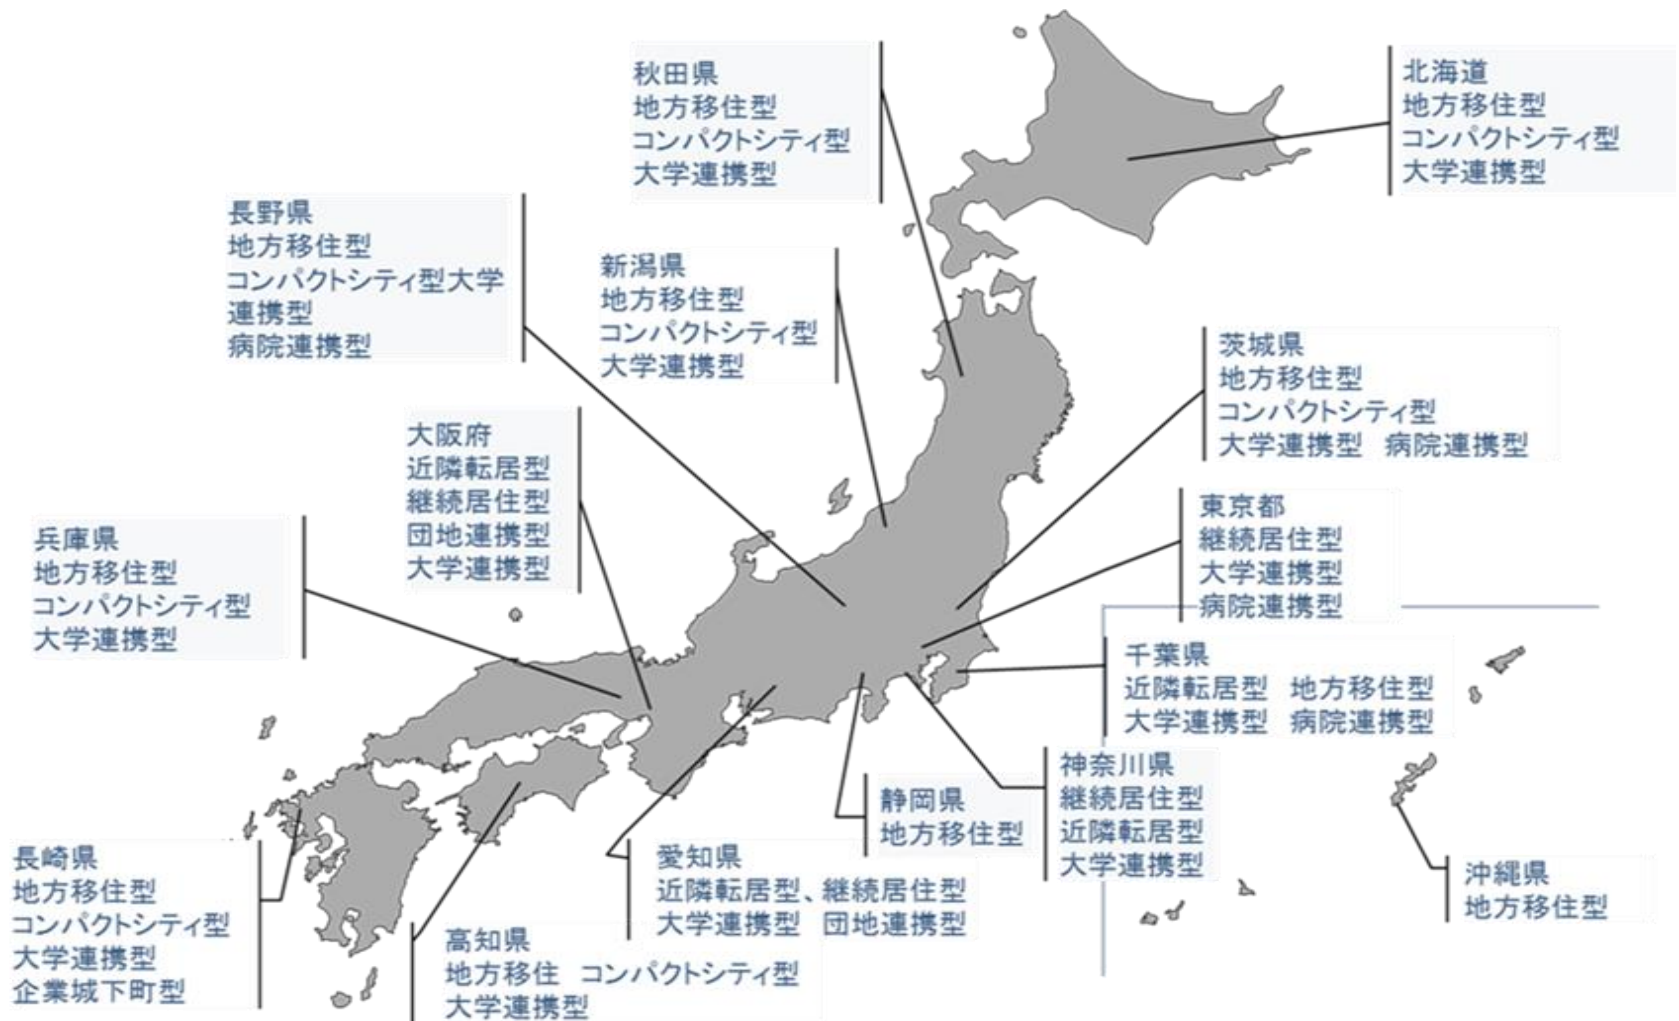 秋田県
地方移住型
コンパクトシティ型
大学連携型
北海道
地方移住型
コンパクトシティ型
大学連携型
長野県
地方移住型
コンパクトシティ型大学
連携型
病院連携型
新潟県
地方移住型
コンパクトシティ型
大学連携型
茨城県
地方移住型
コンパクトシティ型
大学連携型　病院連携型
大阪府
近隣転居型
継続居住型
団地連携型
大学連携型
東京都
継続居住型
大学連携型
病院連携型
兵庫県
地方移住型
コンパクトシティ型
大学連携型
千葉県
近隣転居型　地方移住型
大学連携型　病院連携型
神奈川県
継続居住型
近隣転居型
大学連携型
静岡県
地方移住型
愛知県
近隣転居型、継続居住型
大学連携型　団地連携型
沖縄県
地方移住型
長崎県
地方移住型
コンパクトシティ型
大学連携型
企業城下町型
高知県
地方移住　コンパクトシティ型
大学連携型